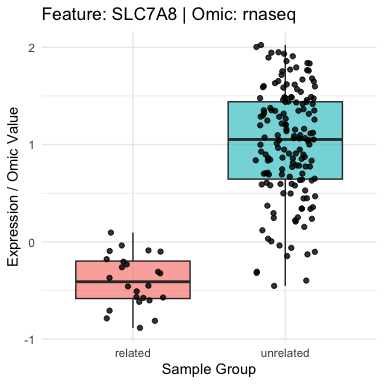 Feature: SLC7A8 | Omic: rnaseq
Expression / Omic Value
2
1
0
-1
related
unrelated
Sample Group